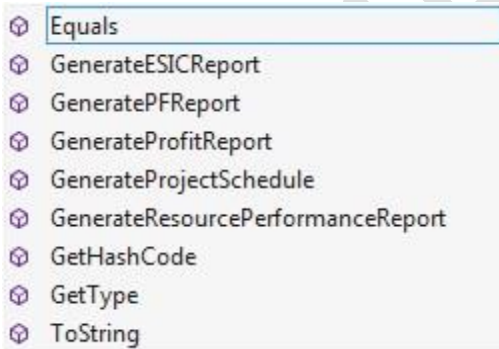 Equals
GenerateESICReport
GeneratePFReport
GenerateProfitReport
GenerateProjectSchedule
GenerateResourcePerformanceReport
GetHashCode
GetType
ToString